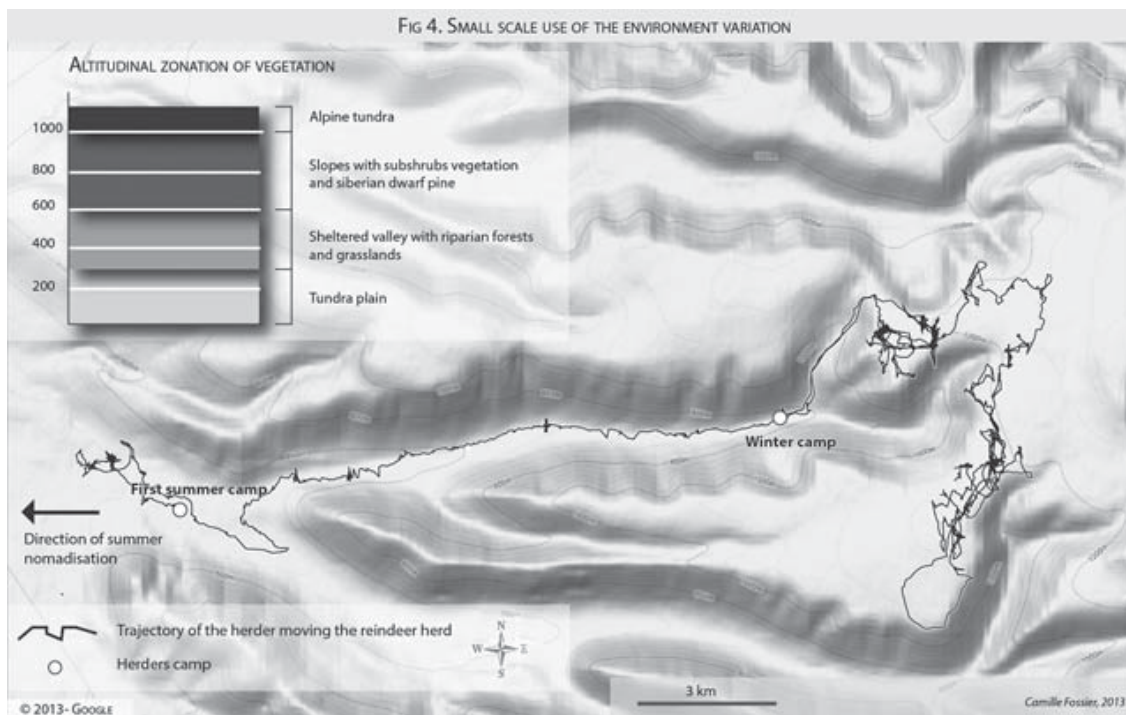 FIG 4. SMALL SCALE USE OF THE ENVIRONMENT VARIATION
ALTITUDINAL ZONATION OF VEGETATION
1000
800
600
400
200
Alpine tundra
Slopes with subshrubs vegetation
and siberian dwarf pine
Sheltered valley with riparian forests
and grasslands
Tundra plain
Winter camp
First summer camp
Direction of summer
nomadisation
Trajectory of the herder moving the reindeer herd
Herders camp
N
W
E
S
3 km
© 2013- GOOGLE
Camille Fossier, 2013